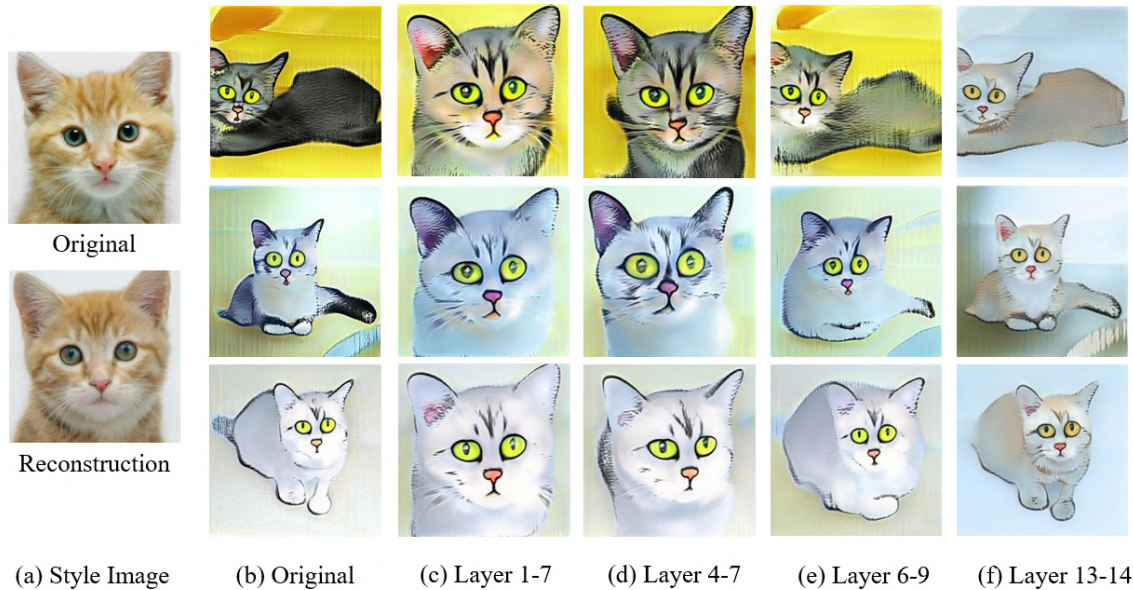 Original
Reconstruction
(a) Style Image
(b) Original
(c) Layer 1-7
(d) Layer 4-7
(e) Layer 6-9
(f) Layer 13-14